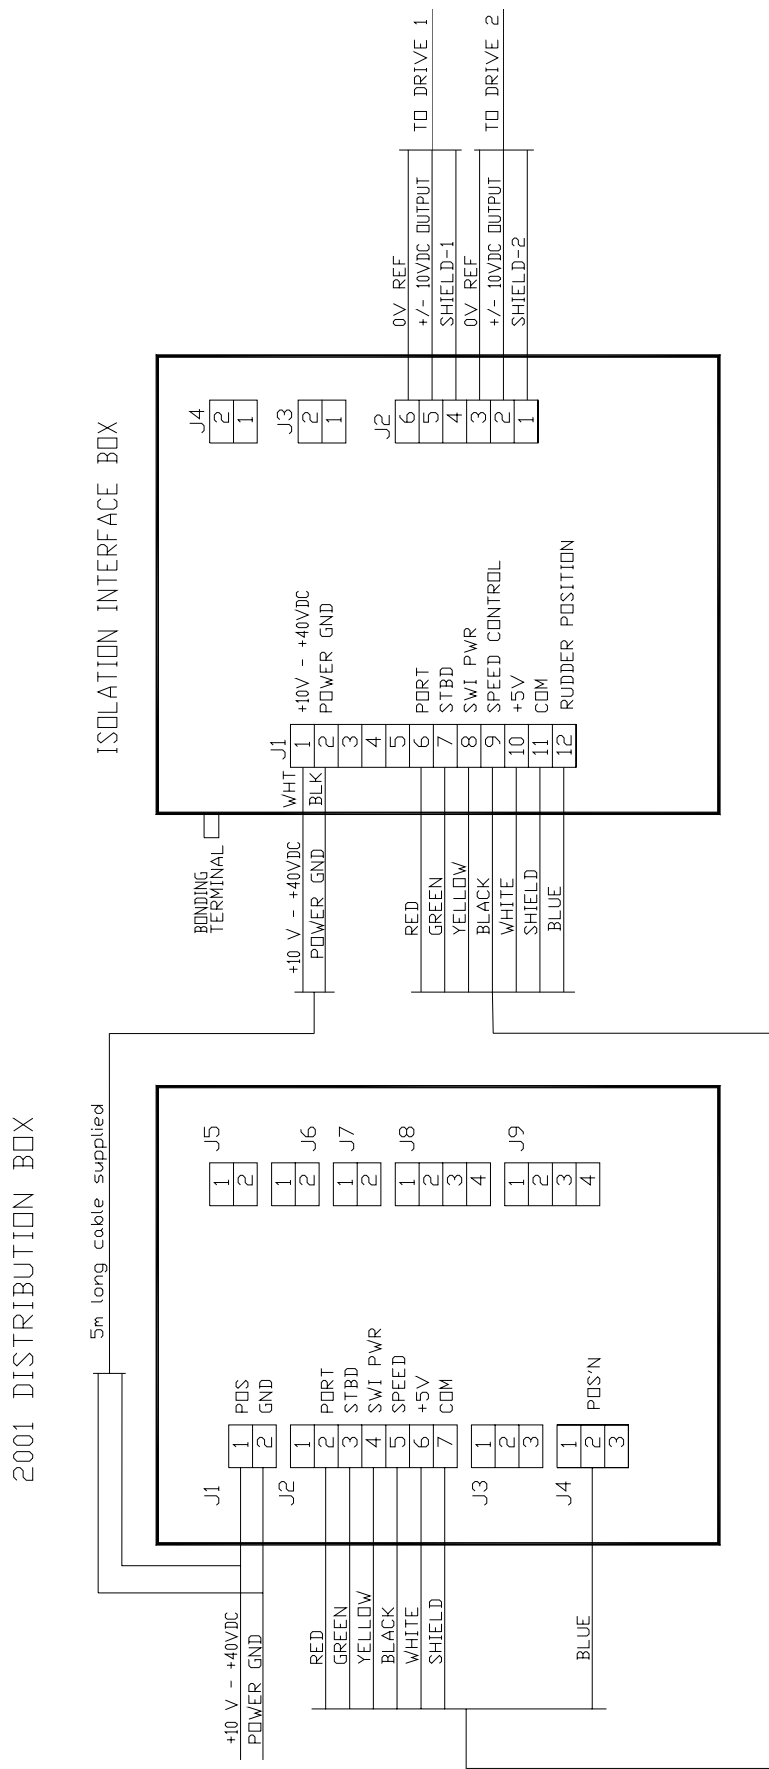 2001 DISTRIBUTION BOX
5m long cable supplied
+10 V - +40VDC
POWER GND
J1
1 POS
2 GND
J2
1
2 PORT
3 STBD
4 SWI PWR
5 SPEED
6 +5V
7 COM
RED
GREEN
YELLOW
BLACK
WHITE
SHIELD
J3
1
2
3
J4
1
2 POS'N
3
BLUE
J5
1
2
J6
1
2
J7
1
2
J8
1
2
3
4
J9
1
2
3
4
ISOLATION INTERFACE BOX
BONDING
TERMINAL
+10 V - +40VDC
POWER GND
WHT
BLK
J1
1 +10V - +40VDC
2 POWER GND
3
4
5
6 PORT
7 STBD
8 SWI PWR
9 SPEED CONTROL
10 +5V
11 COM
12 RUDDER POSITION
RED
GREEN
YELLOW
BLACK
WHITE
SHIELD
BLUE
J4
2
1
J3
2
1
J2
6
5
4
3
2
1
0V REF
+/- 10VDC OUTPUT
SHIELD-1
0V REF
+/- 10VDC OUTPUT
SHIELD-2
TO DRIVE 1
TO DRIVE 2